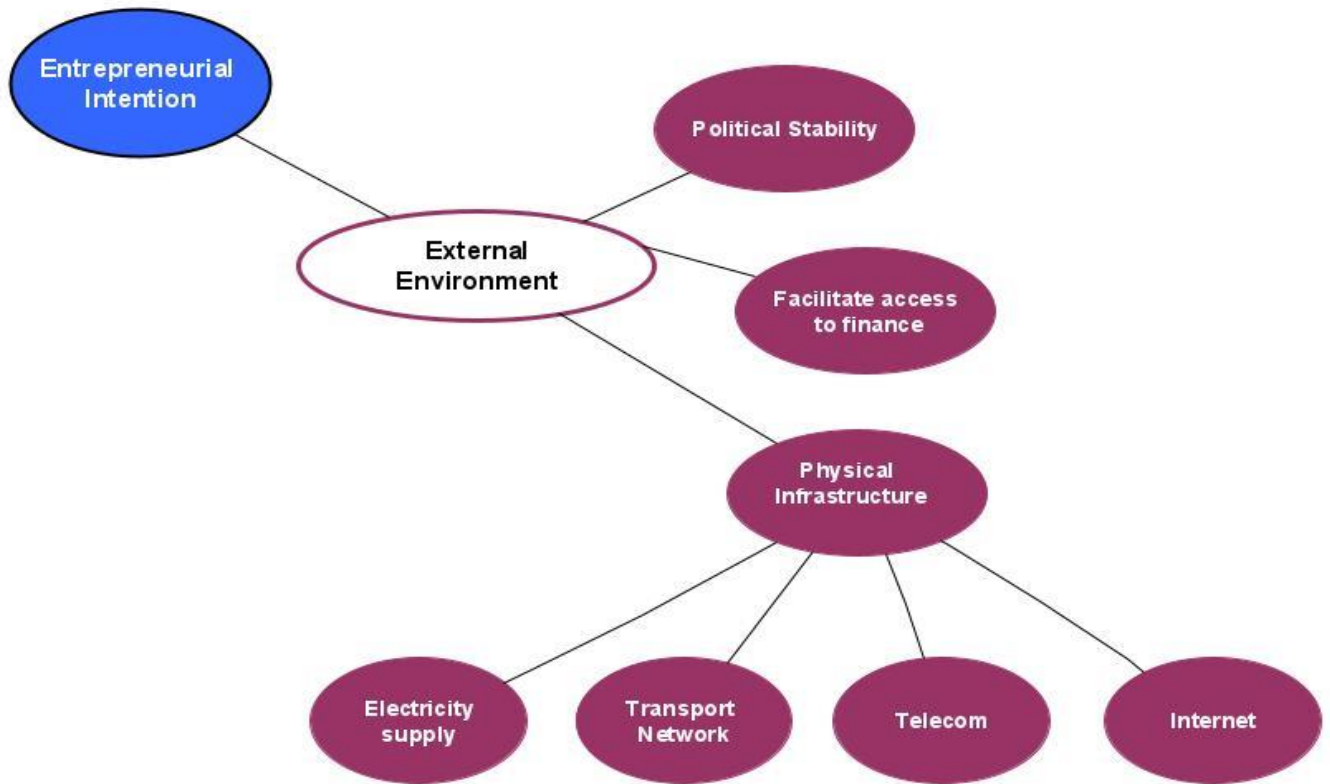 Entrepreneurial
Intention
Political Stability
External
Environment
Facilitate access
to finance
Physical
Infrastructure
Electricity
supply
Transport
Network
Telecom
Internet